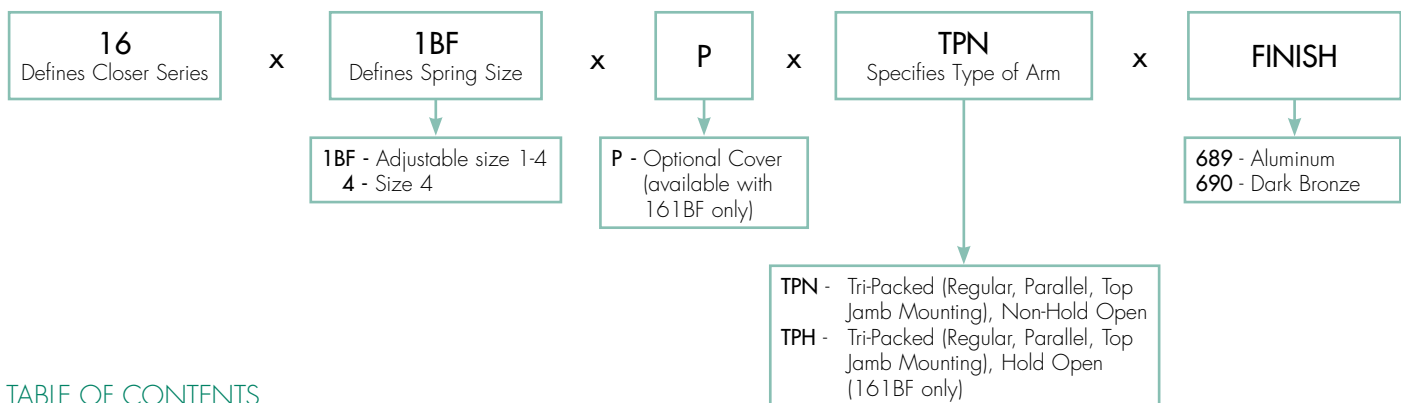 16
Defines Closer Series
x
1BF
Defines Spring Size
x
P
x
TPN
Specifies Type of Arm
x
FINISH
1BF - Adjustable size 1-4
4 - Size 4
P - Optional Cover
(available with
161BF only)
689 - Aluminum
690 - Dark Bronze
TPN - Tri-Packed (Regular, Parallel, Top
Jamb Mounting), Non-Hold Open
TPH - Tri-Packed (Regular, Parallel, Top
Jamb Mounting), Hold Open
(161BF only)
TABLE OF CONTENTS